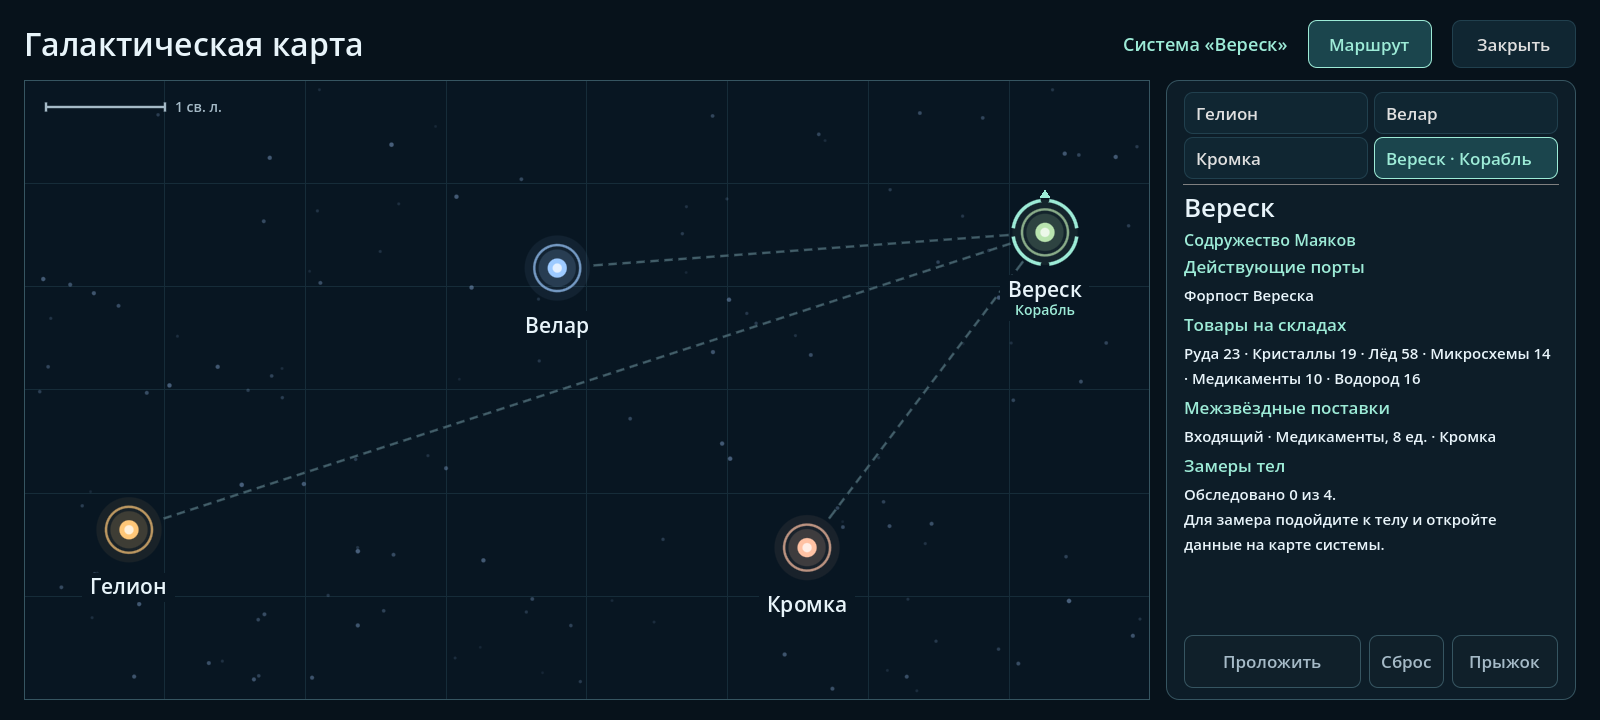 Галактическая карта
Система «Вереск»
Маршрут
Закрыть
1 св. л.
Велар
Вереск
Корабль
Гелион
Кромка
Гелион
Велар
Кромка
Вереск · Корабль
Вереск
Содружество Маяков
Действующие порты
Форпост Вереска
Товары на складах
Руда 23 · Кристаллы 19 · Лёд 58 · Микросхемы 14
· Медикаменты 10 · Водород 16
Межзвёздные поставки
Входящий · Медикаменты, 8 ед. · Кромка
Замеры тел
Обследовано 0 из 4.
Для замера подойдите к телу и откройте
данные на карте системы.
Проложить
Сброс
Прыжок